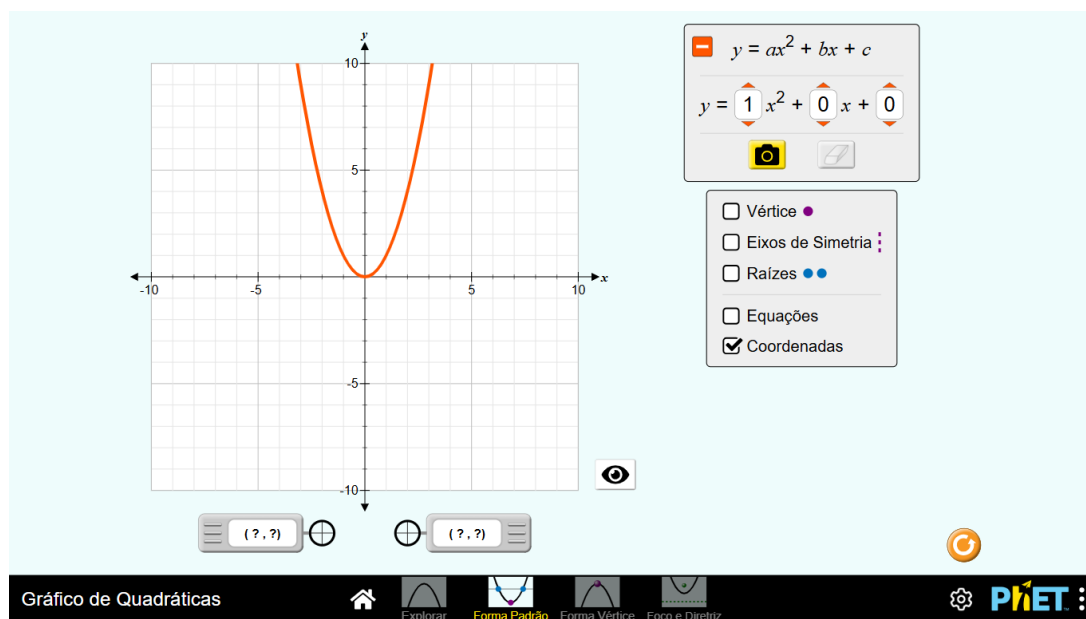 y
10
5
-10
-5
5
10
x
-5
-10
( ? , ?)
( ? , ?)
y = ax² + bx + c
y = 1 x² + 0 x + 0
Vértice
Eixos de Simetria
Raízes
Equações
Coordenadas
Gráfico de Quadráticas
Explorar
Forma Padrão
Forma Vértice
Foco e Diretriz
PhET